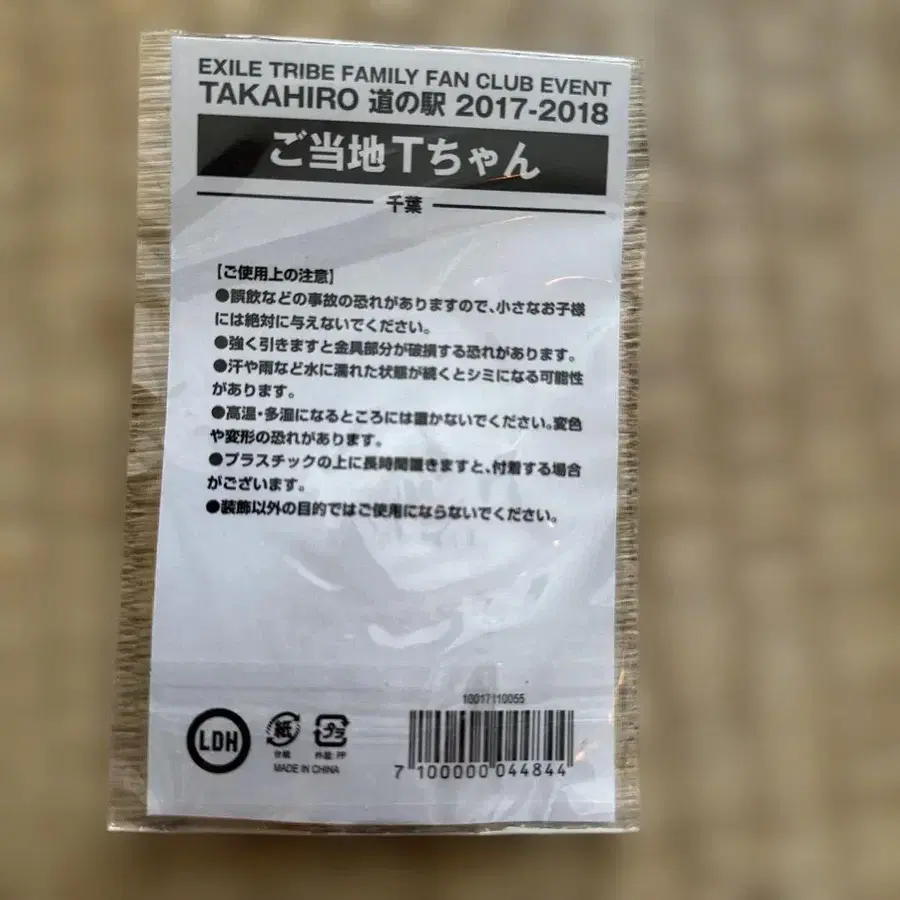 EXILE TRIBE FAMILY FAN CLUB EVENT
TAKAHIRO 道の駅 2017-2018
ご当地Tちゃん
千葉
【ご使用上の注意】
●誤飲などの事故の恐れがありますので、小さなお子様
には絶対に与えないでください。
●強く引きますと金具部分が破損する恐れがあります。
●汗や雨など水に濡れた状態が続くとシミになる可能性
があります。
●高温・多湿になるところには置かないでください。変色
や変形の恐れがあります。
●プラスチックの上に長時間置きますと、付着する場合
がございます。
●装飾以外の目的ではご使用にならないでください。
10017110055
LDH
紙
プラ
台紙
外装: PP
MADE IN CHINA
7 100000 044844